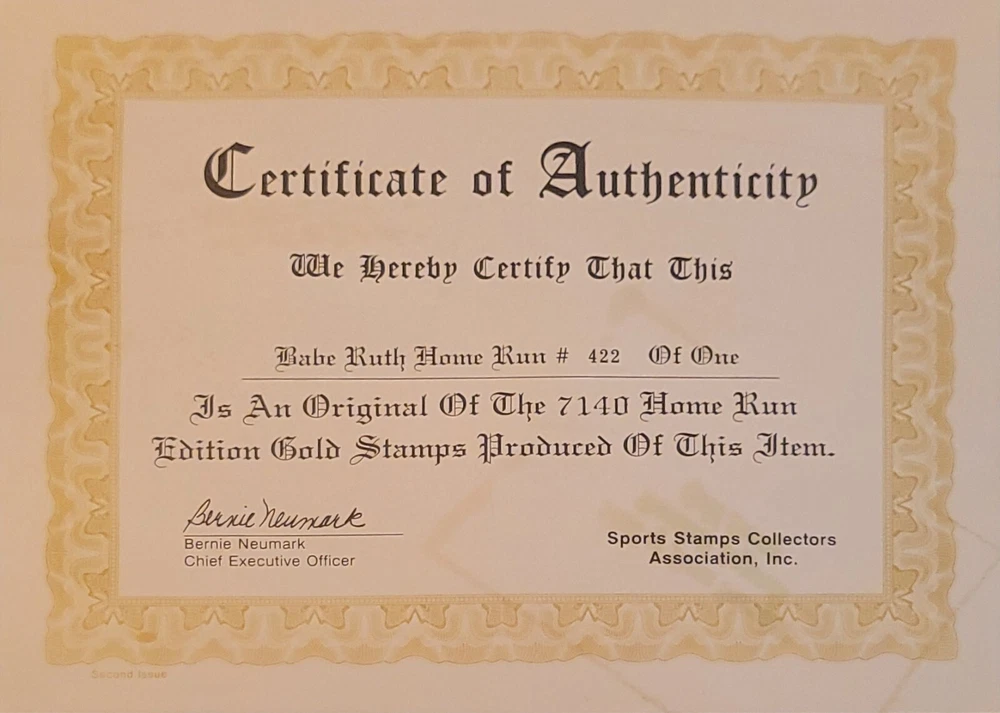 Certificate of Authenticity
We Hereby Certify That This
Babe Ruth Home Run # 422 Of One
Is An Original Of The 7140 Home Run
Edition Gold Stamps Produced Of This Item.
Bernie Neumark
Bernie Neumark
Chief Executive Officer
Sports Stamps Collectors
Association, Inc.
Second Issue